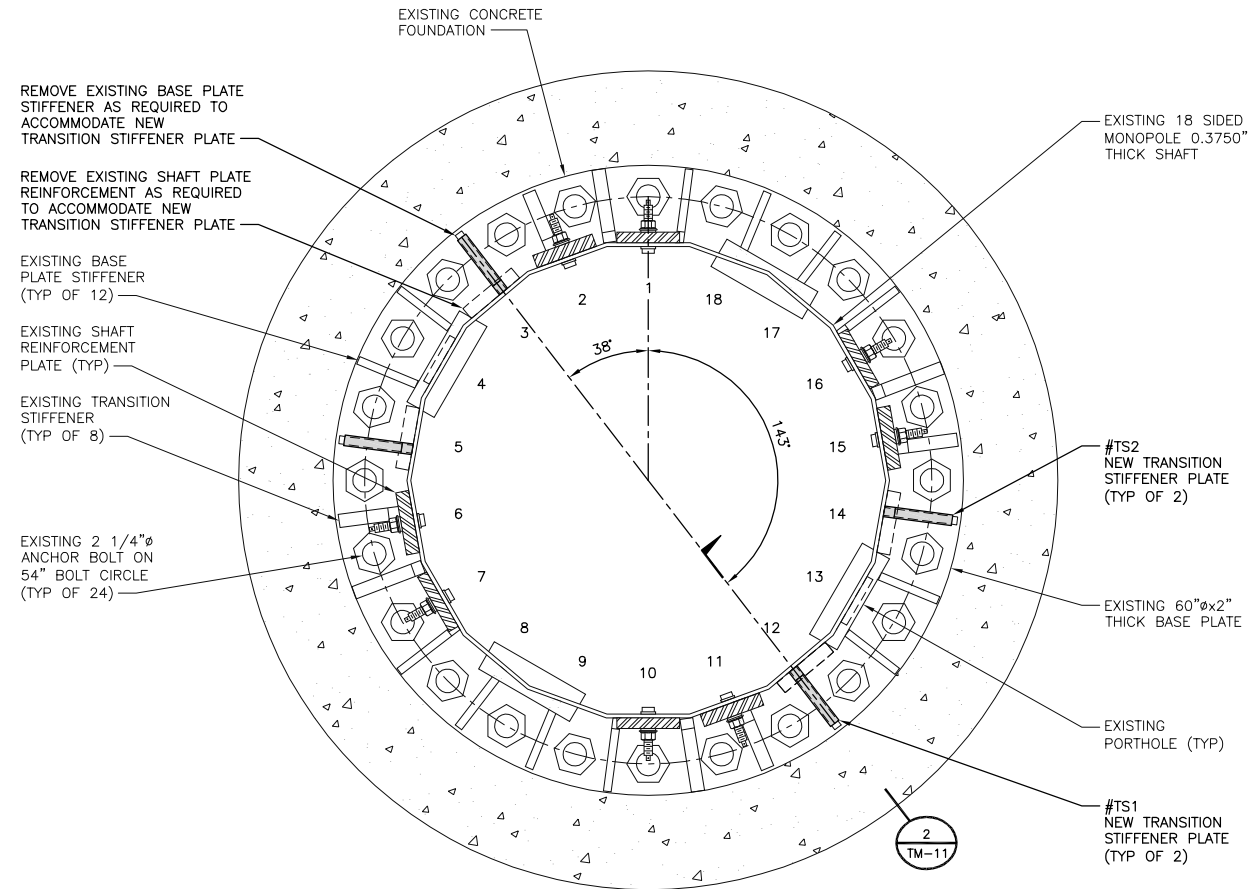 EXISTING CONCRETE
FOUNDATION
REMOVE EXISTING BASE PLATE
STIFFENER AS REQUIRED TO
ACCOMMODATE NEW
TRANSITION STIFFENER PLATE
REMOVE EXISTING SHAFT PLATE
REINFORCEMENT AS REQUIRED
TO ACCOMMODATE NEW
TRANSITION STIFFENER PLATE
EXISTING BASE
PLATE STIFFENER
(TYP OF 12)
EXISTING SHAFT
REINFORCEMENT
PLATE (TYP)
EXISTING TRANSITION
STIFFENER
(TYP OF 8)
EXISTING 2 1/4"ø
ANCHOR BOLT ON
54" BOLT CIRCLE
(TYP OF 24)
1
2
3
4
5
6
7
8
9
10
11
12
13
14
15
16
17
18
38°
143°
EXISTING 18 SIDED
MONOPOLE 0.3750"
THICK SHAFT
#TS2
NEW TRANSITION
STIFFENER PLATE
(TYP OF 2)
EXISTING 60"øx2"
THICK BASE PLATE
EXISTING
PORTHOLE (TYP)
#TS1
NEW TRANSITION
STIFFENER PLATE
(TYP OF 2)
2
TM-11